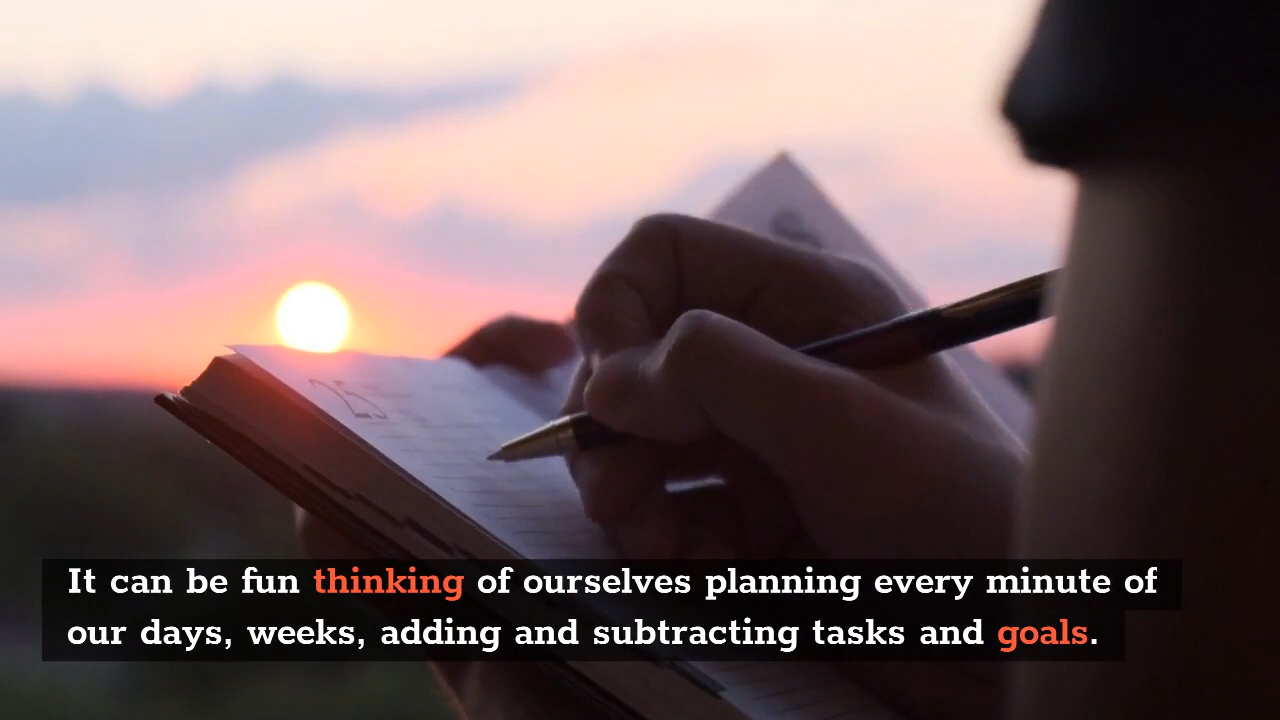 25
It can be fun thinking of ourselves planning every minute of
our days, weeks, adding and subtracting tasks and goals.